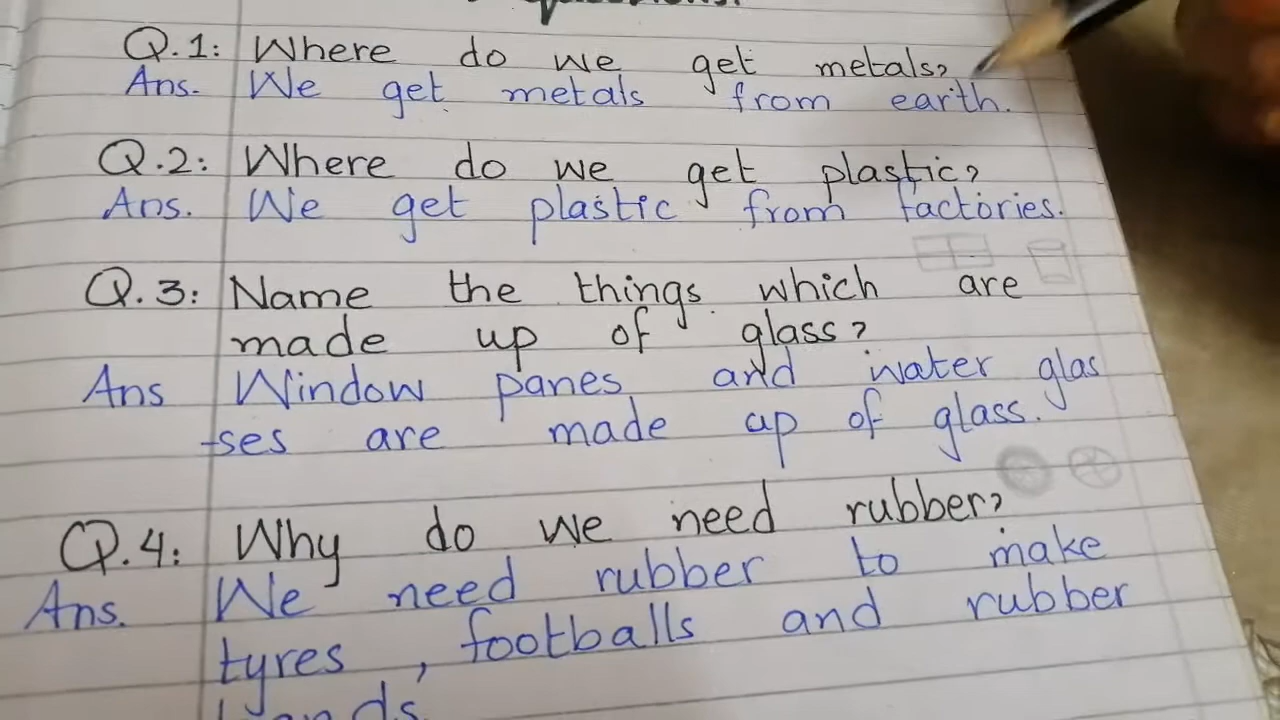 Questions:
Q.1: Where do we get metals?
Ans. We get metals from earth.
Q.2: Where do we get plastic?
Ans. We get plastic from factories.
Q.3: Name the things which are
made up of glass?
Ans Window panes and water glas
-ses are made up of glass.
Q.4: Why do we need rubber?
Ans. We need rubber to make
tyres, footballs and rubber